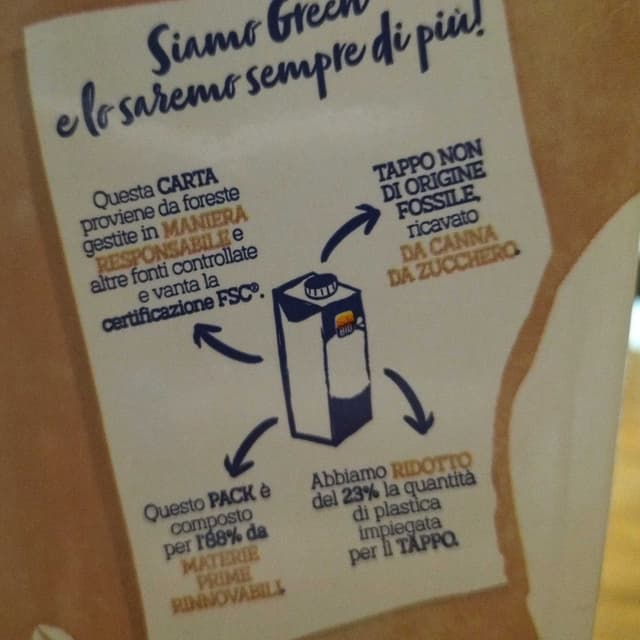 Siamo Green
e lo saremo sempre di più!
Questa CARTA
proviene da foreste
gestite in MANIERA
RESPONSABILE e
altre fonti controllate
e vanta la
certificazione FSC®.
TAPPO NON
DI ORIGINE
FOSSILE,
ricavato
DA CANNA
DA ZUCCHERO.
BIO
Questo PACK è
composto
per l'88% da
MATERIE
PRIME
RINNOVABILI.
Abbiamo RIDOTTO
del 23% la quantità
di plastica
impiegata
per il TAPPO.